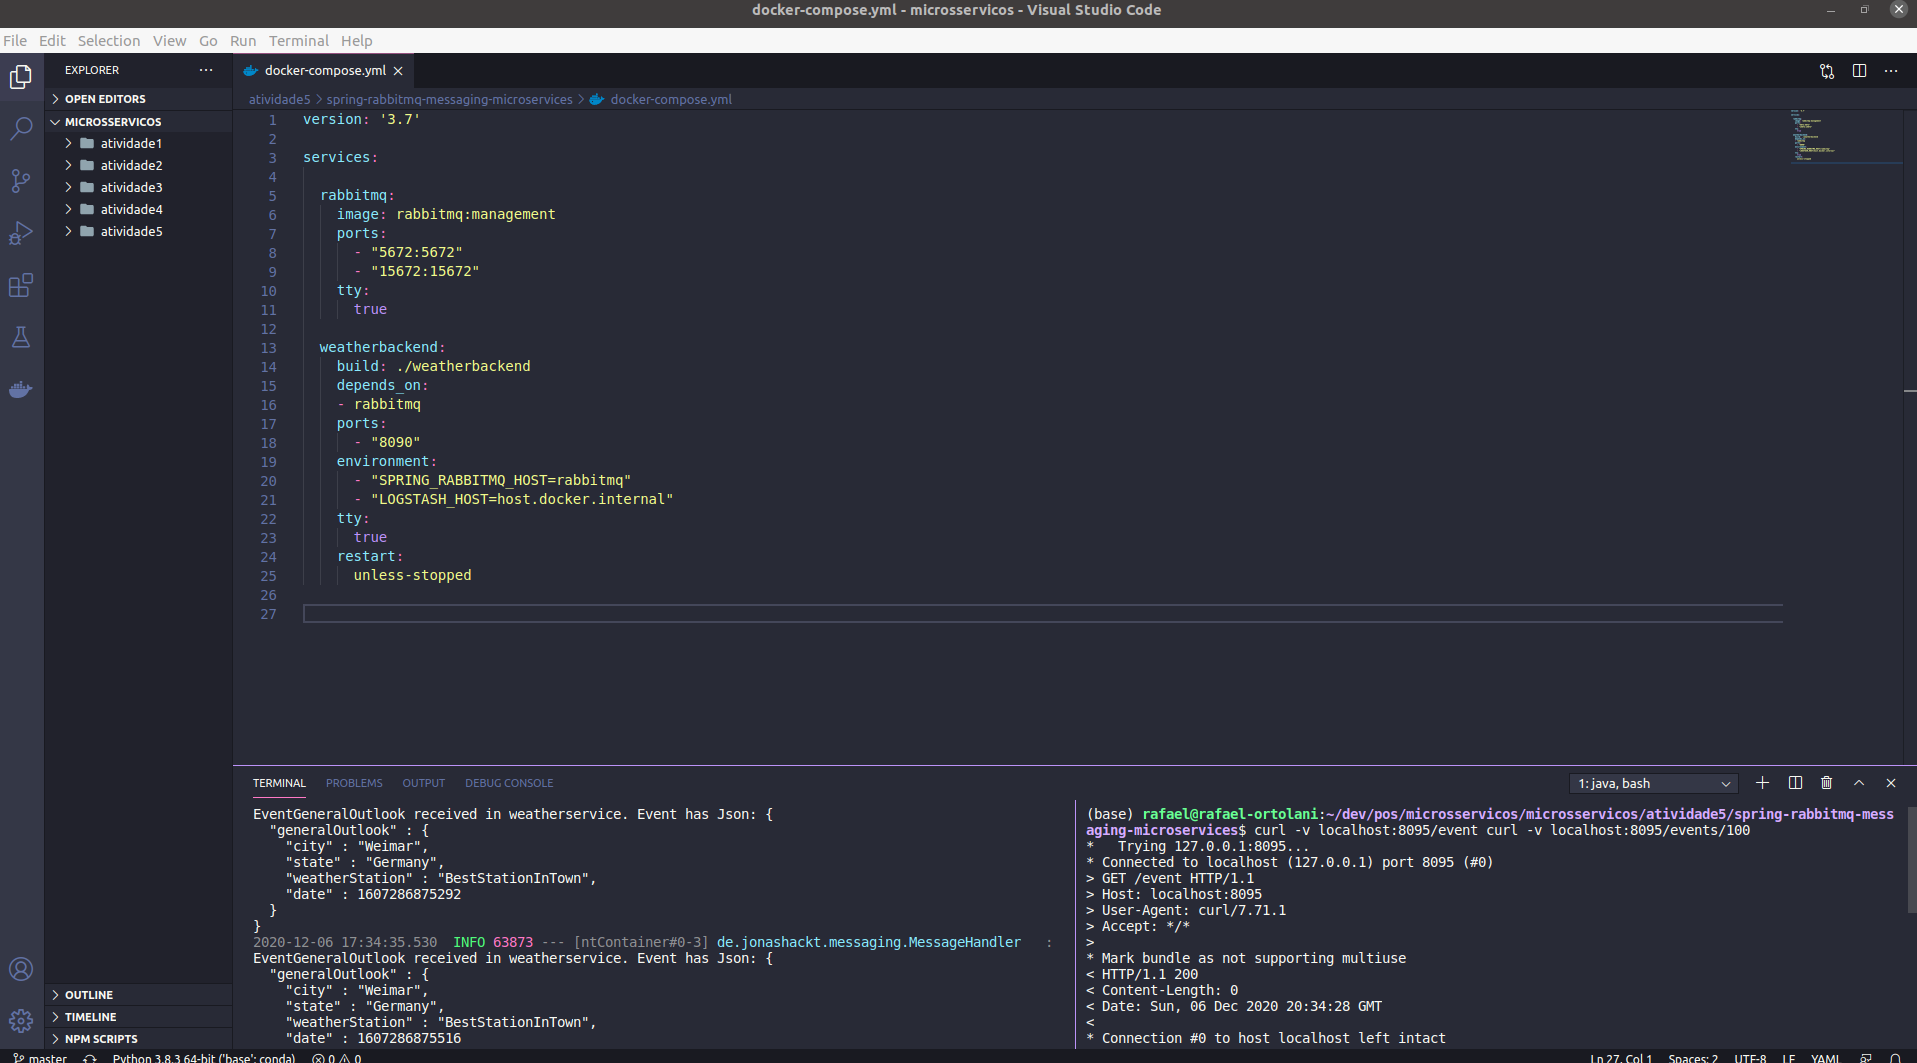 docker-compose.yml - microsservicos - Visual Studio Code
File Edit Selection View Go Run Terminal Help
EXPLORER
OPEN EDITORS
MICROSSERVICOS
atividade1
atividade2
atividade3
atividade4
atividade5
OUTLINE
TIMELINE
NPM SCRIPTS
docker-compose.yml
atividade5 > spring-rabbitmq-messaging-microservices > docker-compose.yml
1 version: '3.7'
2
3 services:
4
5   rabbitmq:
6     image: rabbitmq:management
7     ports:
8       - "5672:5672"
9       - "15672:15672"
10     tty:
11       true
12
13   weatherbackend:
14     build: ./weatherbackend
15     depends_on:
16     - rabbitmq
17     ports:
18       - "8090"
19     environment:
20       - "SPRING_RABBITMQ_HOST=rabbitmq"
21       - "LOGSTASH_HOST=host.docker.internal"
22     tty:
23       true
24     restart:
25       unless-stopped
26
27
TERMINAL PROBLEMS OUTPUT DEBUG CONSOLE
1: java, bash
EventGeneralOutlook received in weatherservice. Event has Json: {
  "generalOutlook" : {
    "city" : "Weimar",
    "state" : "Germany",
    "weatherStation" : "BestStationInTown",
    "date" : 1607286875292
  }
}
2020-12-06 17:34:35.530  INFO 63873 --- [ntContainer#0-3] de.jonashackt.messaging.MessageHandler   :
EventGeneralOutlook received in weatherservice. Event has Json: {
  "generalOutlook" : {
    "city" : "Weimar",
    "state" : "Germany",
    "weatherStation" : "BestStationInTown",
    "date" : 1607286875516
(base) rafael@rafael-ortolani:~/dev/pos/microsservicos/microsservicos/atividade5/spring-rabbitmq-mess
aging-microservices$ curl -v localhost:8095/event curl -v localhost:8095/events/100
*   Trying 127.0.0.1:8095...
* Connected to localhost (127.0.0.1) port 8095 (#0)
> GET /event HTTP/1.1
> Host: localhost:8095
> User-Agent: curl/7.71.1
> Accept: */*
>
* Mark bundle as not supporting multiuse
< HTTP/1.1 200
< Content-Length: 0
< Date: Sun, 06 Dec 2020 20:34:28 GMT
<
* Connection #0 to host localhost left intact
master Python 3.8.3 64-bit ('base': conda) 0 0 Ln 27, Col 1 Spaces: 2 UTF-8 LF YAML